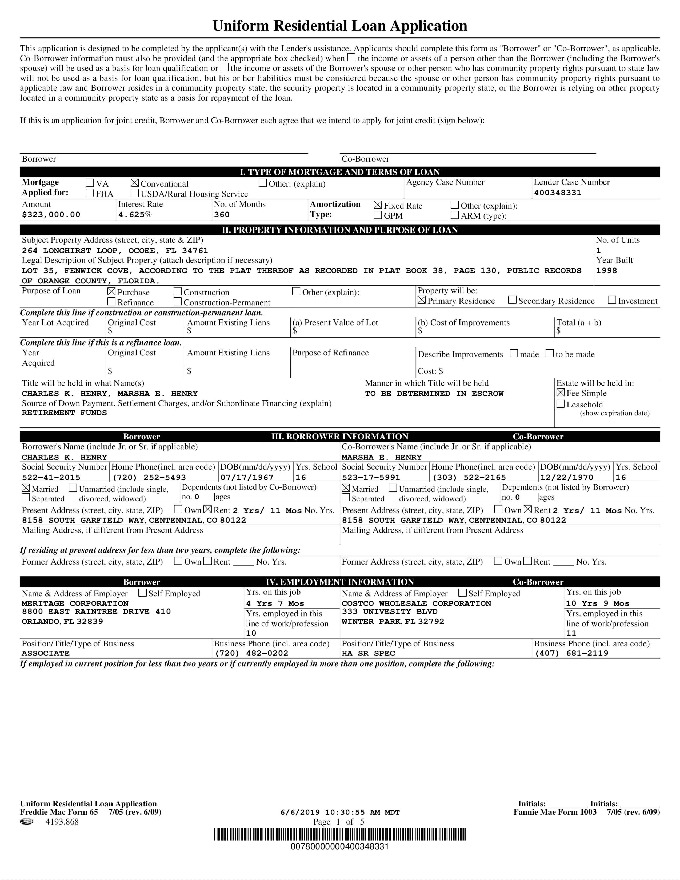 Uniform Residential Loan Application
This application is designed to be completed by the applicant(s) with the Lender's assistance. Applicants should complete this form as "Borrower" or "Co-Borrower", as applicable.
Co-Borrower information must also be provided (and the appropriate box checked) when the income or assets of a person other than the Borrower (including the Borrower's
spouse) will be used as a basis for loan qualification or the income or assets of the Borrower's spouse or other person who has community property rights pursuant to state law
will not be used as a basis for loan qualification, but his or her liabilities must be considered because the spouse or other person has community property rights pursuant to
applicable law and Borrower resides in a community property state, the security property is located in a community property state, or the Borrower is relying on other property
located in a community property state as a basis for repayment of the loan.
If this is an application for joint credit, Borrower and Co-Borrower each agree that we intend to apply for joint credit (sign below):
Borrower Co-Borrower
I. TYPE OF MORTGAGE AND TERMS OF LOAN
Mortgage VA Conventional Other: (explain) Agency Case Number Lender Case Number
Applied for: FHA USDA/Rural Housing Service 400348331
Amount Interest Rate No. of Months Amortization Fixed Rate Other (explain):
$323,000.00 4.625% 360 Type: GPM ARM (type):
II. PROPERTY INFORMATION AND PURPOSE OF LOAN
Subject Property Address (street, city, state & ZIP) No. of Units
264 LONGHIRST LOOP, OCOEE, FL 34761 1
Legal Description of Subject Property (attach description if necessary) Year Built
LOT 35, FENWICK COVE, ACCORDING TO THE PLAT THEREOF AS RECORDED IN PLAT BOOK 38, PAGE 130, PUBLIC RECORDS 1998
OF ORANGE COUNTY, FLORIDA.
Purpose of Loan Purchase Construction Other (explain): Property will be:
Refinance Construction-Permanent Primary Residence Secondary Residence Investment
Complete this line if construction or construction-permanent loan.
Year Lot Acquired Original Cost Amount Existing Liens (a) Present Value of Lot (b) Cost of Improvements Total (a + b)
$ $ $ $ $
Complete this line if this is a refinance loan.
Year Original Cost Amount Existing Liens Purpose of Refinance Describe Improvements made to be made
Acquired
$ $ Cost: $
Title will be held in what Name(s) Manner in which Title will be held Estate will be held in:
CHARLES K. HENRY, MARSHA E. HENRY TO BE DETERMINED IN ESCROW Fee Simple
Source of Down Payment, Settlement Charges, and/or Subordinate Financing (explain) Leasehold
RETIREMENT FUNDS (show expiration date)
Borrower III. BORROWER INFORMATION Co-Borrower
Borrower's Name (include Jr. or Sr. if applicable) Co-Borrower's Name (include Jr. or Sr. if applicable)
CHARLES K. HENRY MARSHA E. HENRY
Social Security Number Home Phone(incl. area code) DOB(mm/dd/yyyy) Yrs. School Social Security Number Home Phone(incl. area code) DOB(mm/dd/yyyy) Yrs. School
522-41-2015 (720) 252-5493 07/17/1967 16 523-17-5991 (303) 522-2165 12/22/1970 16
Married Unmarried (include single, Dependents (not listed by Co-Borrower) Married Unmarried (include single, Dependents (not listed by Borrower)
Separated divorced, widowed) no. 0 ages Separated divorced, widowed) no. 0 ages
Present Address (street, city, state, ZIP) Own Rent 2 Yrs/ 11 Mos No. Yrs. Present Address (street, city, state, ZIP) Own Rent 2 Yrs/ 11 Mos No. Yrs.
8158 SOUTH GARFIELD WAY, CENTENNIAL, CO 80122 8158 SOUTH GARFIELD WAY, CENTENNIAL, CO 80122
Mailing Address, if different from Present Address Mailing Address, if different from Present Address
If residing at present address for less than two years, complete the following:
Former Address (street, city, state, ZIP) Own Rent ____ No. Yrs. Former Address (street, city, state, ZIP) Own Rent ____ No. Yrs.
Borrower IV. EMPLOYMENT INFORMATION Co-Borrower
Name & Address of Employer Self Employed Yrs. on this job Name & Address of Employer Self Employed Yrs. on this job
MERITAGE CORPORATION 4 Yrs 7 Mos COSTCO WHOLESALE CORPORATION 10 Yrs 9 Mos
8800 EAST RAINTREE DRIVE 410 Yrs. employed in this 333 UNIVERSITY BLVD Yrs. employed in this
ORLANDO, FL 32839 line of work/profession WINTER PARK, FL 32792 line of work/profession
10 11
Position/Title/Type of Business Business Phone (incl. area code) Position/Title/Type of Business Business Phone (incl. area code)
ASSOCIATE (720) 482-0202 HA SR SPEC (407) 681-2119
If employed in current position for less than two years or if currently employed in more than one position, complete the following:
Uniform Residential Loan Application Initials: Initials:
Freddie Mac Form 65 7/05 (rev. 6/09) 6/6/2019 10:30:55 AM MDT Fannie Mae Form 1003 7/05 (rev. 6/09)
4193.868 Page 1 of 5
0078000000400348331